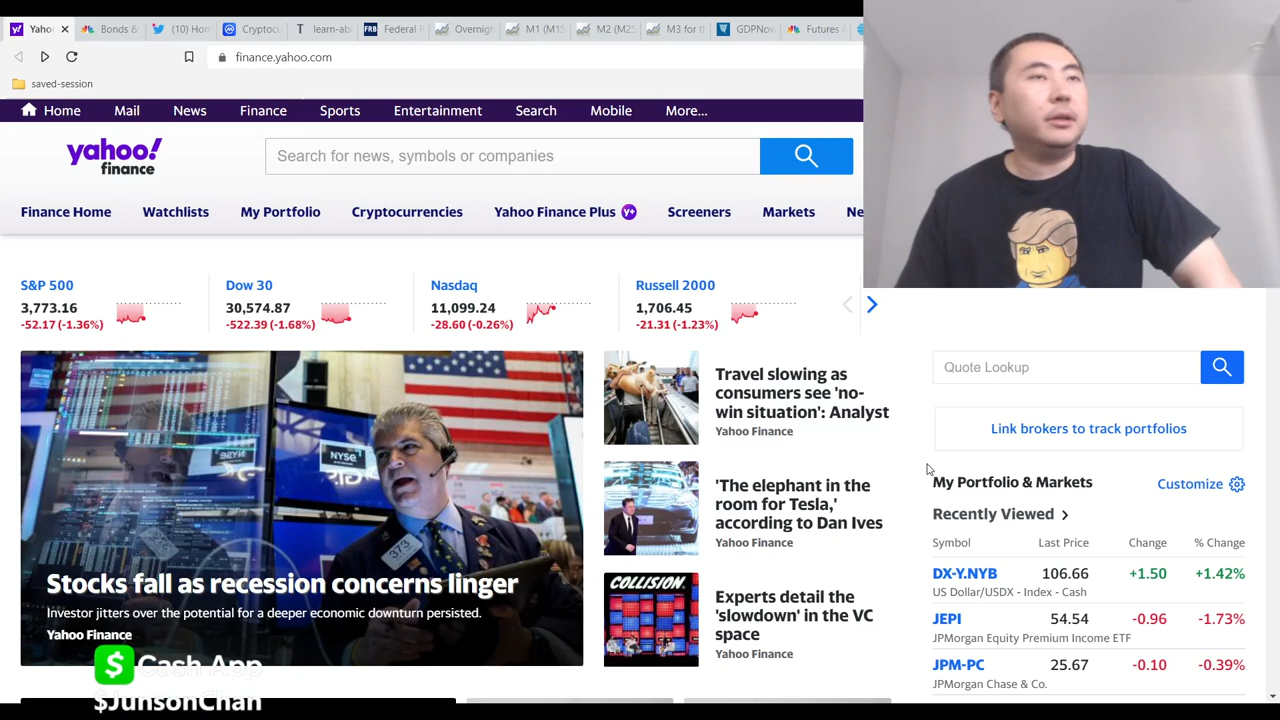 Yaho
Bonds &
(10) Hom
Cryptocu
learn-ab
Federal R
Overnigh
M1 (M1S
M2 (M2S
M3 for th
GDPNow
Futures &
finance.yahoo.com
saved-session
Home Mail News Finance Sports Entertainment Search Mobile More...
yahoo!
finance
Search for news, symbols or companies
Finance Home Watchlists My Portfolio Cryptocurrencies Yahoo Finance Plus y+ Screeners Markets Ne
S&P 500
3,773.16
-52.17 (-1.36%)
Dow 30
30,574.87
-522.39 (-1.68%)
Nasdaq
11,099.24
-28.60 (-0.26%)
Russell 2000
1,706.45
-21.31 (-1.23%)
NYSE
Stocks fall as recession concerns linger
Investor jitters over the potential for a deeper economic downturn persisted.
Yahoo Finance
Travel slowing as
consumers see 'no-
win situation': Analyst
Yahoo Finance
'The elephant in the
room for Tesla,'
according to Dan Ives
Yahoo Finance
COLLISION
Experts detail the
'slowdown' in the VC
space
Yahoo Finance
Quote Lookup
Link brokers to track portfolios
My Portfolio & Markets
Customize
Recently Viewed
Symbol Last Price Change % Change
DX-Y.NYB 106.66 +1.50 +1.42%
US Dollar/USDX - Index - Cash
JEPI 54.54 -0.96 -1.73%
JPMorgan Equity Premium Income ETF
JPM-PC 25.67 -0.10 -0.39%
JPMorgan Chase & Co.
Cash App
$JunsonChan